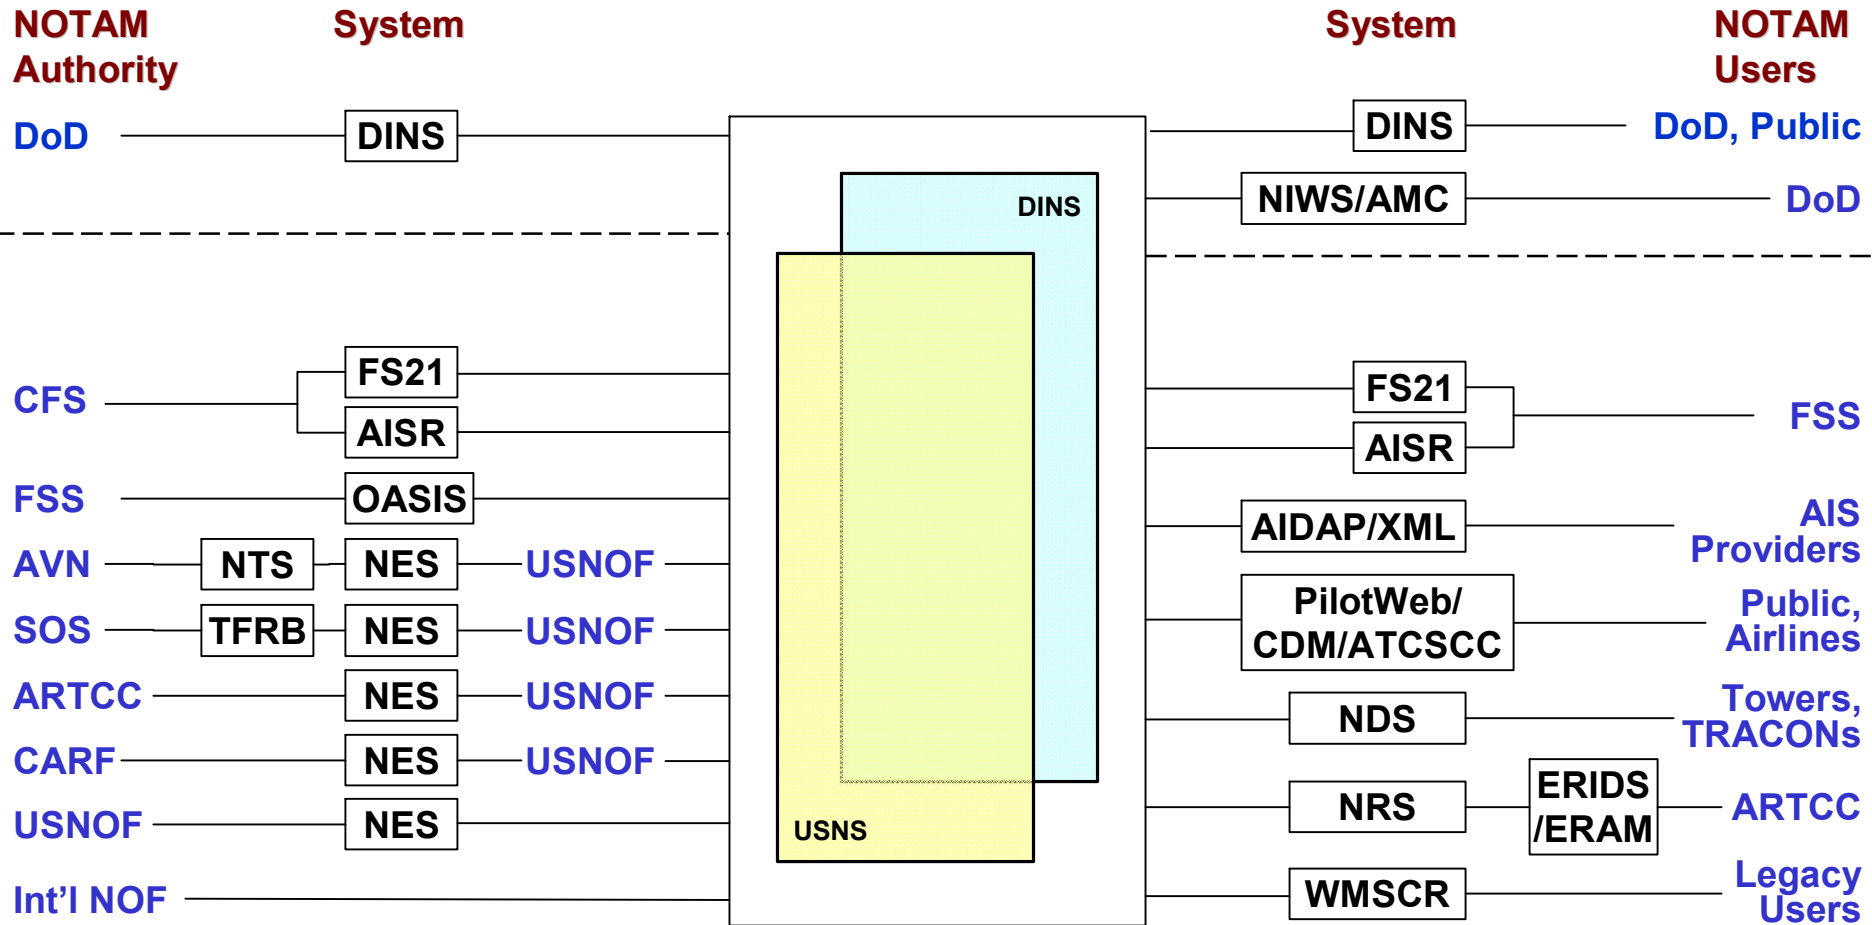 NOTAM
Authority
System
System
NOTAM
Users
DoD
DINS
DINS
DoD, Public
NIWS/AMC
DoD
DINS
USNS
CFS
FS21
AISR
FSS
OASIS
AVN
NTS
NES
USNOF
SOS
TFRB
NES
USNOF
ARTCC
NES
USNOF
CARF
NES
USNOF
USNOF
NES
Int’l NOF
FS21
AISR
FSS
AIDAP/XML
AIS
Providers
PilotWeb/
CDM/ATCSCC
Public,
Airlines
NDS
Towers,
TRACONs
NRS
ERIDS
/ERAM
ARTCC
WMSCR
Legacy
Users